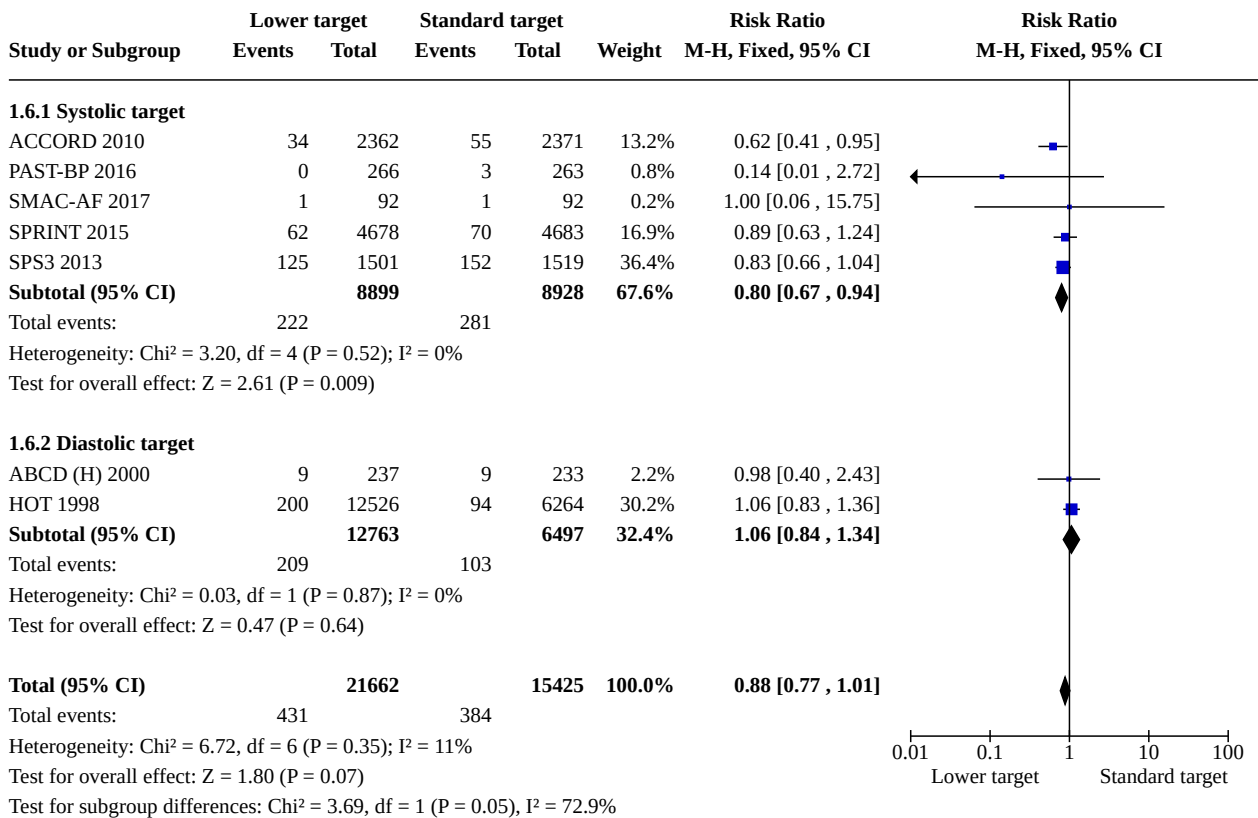 Lower target Standard target Risk Ratio Risk Ratio
Study or Subgroup Events Total Events Total Weight M-H, Fixed, 95% CI M-H, Fixed, 95% CI
1.6.1 Systolic target
ACCORD 2010 34 2362 55 2371 13.2% 0.62 [0.41 , 0.95]
PAST-BP 2016 0 266 3 263 0.8% 0.14 [0.01 , 2.72]
SMAC-AF 2017 1 92 1 92 0.2% 1.00 [0.06 , 15.75]
SPRINT 2015 62 4678 70 4683 16.9% 0.89 [0.63 , 1.24]
SPS3 2013 125 1501 152 1519 36.4% 0.83 [0.66 , 1.04]
Subtotal (95% CI) 8899 8928 67.6% 0.80 [0.67 , 0.94]
Total events: 222 281
Heterogeneity: Chi² = 3.20, df = 4 (P = 0.52); I² = 0%
Test for overall effect: Z = 2.61 (P = 0.009)
1.6.2 Diastolic target
ABCD (H) 2000 9 237 9 233 2.2% 0.98 [0.40 , 2.43]
HOT 1998 200 12526 94 6264 30.2% 1.06 [0.83 , 1.36]
Subtotal (95% CI) 12763 6497 32.4% 1.06 [0.84 , 1.34]
Total events: 209 103
Heterogeneity: Chi² = 0.03, df = 1 (P = 0.87); I² = 0%
Test for overall effect: Z = 0.47 (P = 0.64)
Total (95% CI) 21662 15425 100.0% 0.88 [0.77 , 1.01]
Total events: 431 384
Heterogeneity: Chi² = 6.72, df = 6 (P = 0.35); I² = 11%
0.01 0.1 1 10 100
Test for overall effect: Z = 1.80 (P = 0.07)
Lower target Standard target
Test for subgroup differences: Chi² = 3.69, df = 1 (P = 0.05), I² = 72.9%